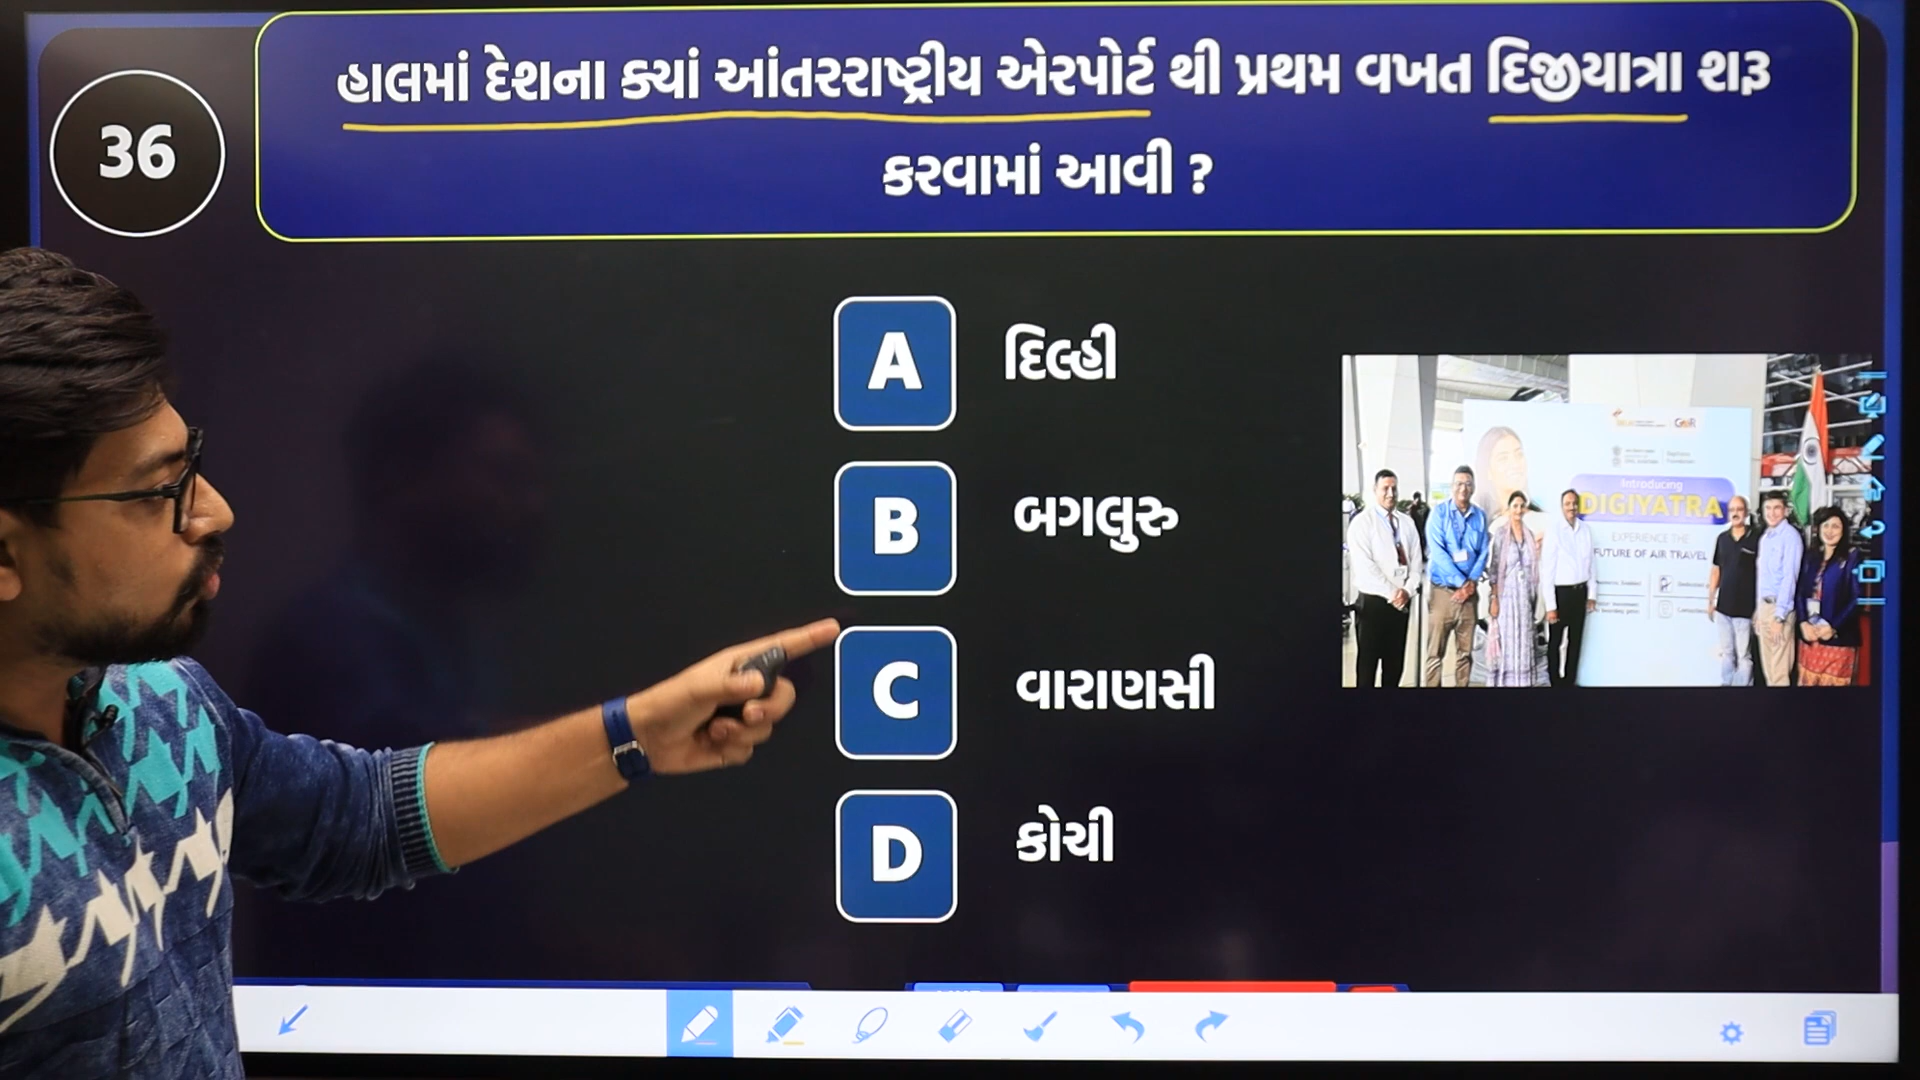 36
હાલમાં દેશના ક્યાં આંતરરાષ્ટ્રીય એરપોર્ટ થી પ્રથમ વખત દિજીયાત્રા શરૂ
કરવામાં આવી ?
A દિલ્હી
B બગલુરુ
C વારાણસી
D કોચી
GMR
Introducing
DIGIYATRA
EXPERIENCE THE
FUTURE OF AIR TRAVEL